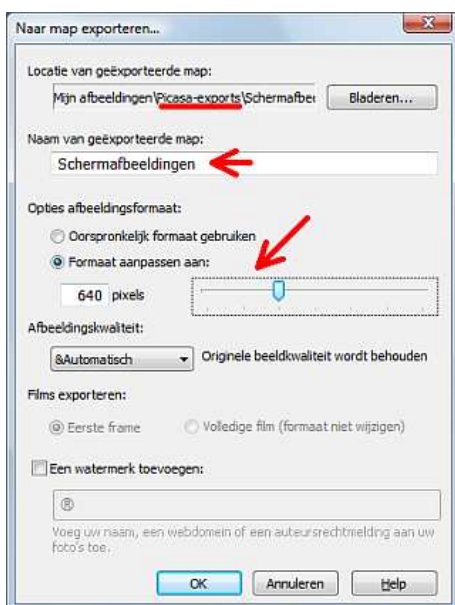 Naar map exporteren...
Locatie van geëxporteerde map:
Mijn afbeeldingen\Picasa-exports\Schermafbe
Bladeren...
Naam van geëxporteerde map:
Schermafbeeldingen
Opties afbeeldingsformaat:
Oorspronkelijk formaat gebruiken
Formaat aanpassen aan:
640 pixels
Afbeeldingskwaliteit:
&Automatisch Originele beeldkwaliteit wordt behouden
Films exporteren:
Eerste frame Volledige film (formaat niet wijzigen)
Een watermerk toevoegen:
®
Voeg uw naam, een webdomein of een auteursrechtmelding aan uw
foto's toe.
OK Annuleren Help